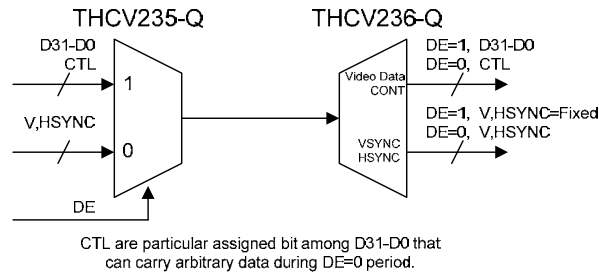 THCV235-Q
THCV236-Q
D31-D0
CTL
1
V,HSYNC
0
DE
Video Data
CONT
VSYNC
HSYNC
DE=1, D31-D0
DE=0, CTL
DE=1, V,HSYNC=Fixed
DE=0, V,HSYNC
CTL are particular assigned bit among D31-D0 that
can carry arbitrary data during DE=0 period.